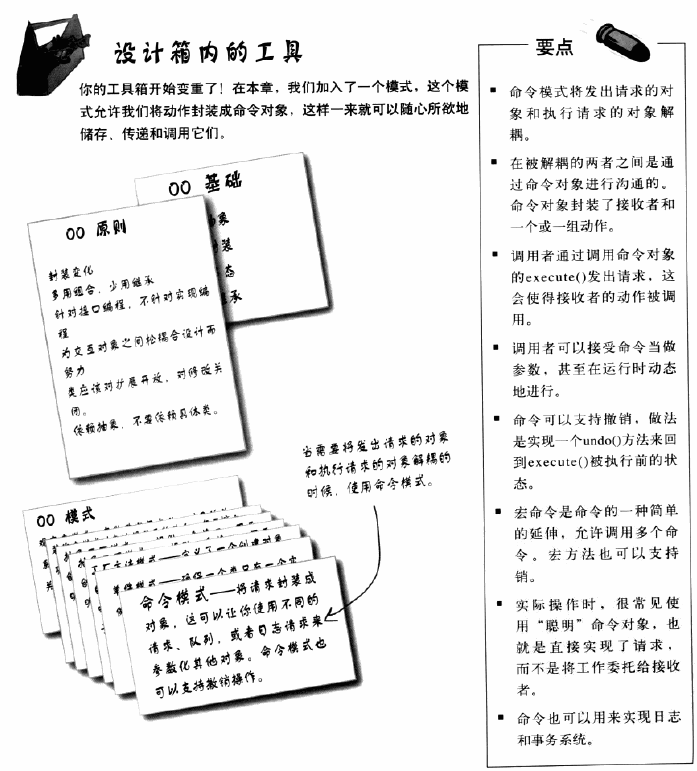 设计箱内的工具
你的工具箱开始变重了！在本章，我们加入了一个模式，这个模
式允许我们将动作封装成命令对象，这样一来就可以随心所欲地
储存、传递和调用它们。
OO 基础
OO 原则
封装变化
多用组合，少用继承
针对接口编程，不针对实现编
程
为交互对象之间松耦合设计而
努力
类应该对扩展开放，对修改关
闭。
依赖抽象，不要依赖具体类。
当需要将发出请求的对象
和执行请求的对象解耦的
时候，使用命令模式。
OO 模式
命令模式——将请求封装成
对象，这可以让你使用不同的
请求、队列，或者日志请求来
参数化其他对象。命令模式也
可以支持撤销操作。
要点
■ 命令模式将发出请求的对
象和执行请求的对象解
耦。
■ 在被解耦的两者之间是通
过命令对象进行沟通的。
命令对象封装了接收者和
一个或一组动作。
■ 调用者通过调用命令对象
的execute()发出请求，这
会使得接收者的动作被调
用。
■ 调用者可以接受命令当做
参数，甚至在运行时动态
地进行。
■ 命令可以支持撤销，做法
是实现一个undo()方法来回
到execute()被执行前的状
态。
■ 宏命令是命令的一种简单
的延伸，允许调用多个命
令。宏方法也可以支持
销。
■ 实际操作时，很常见使
用“聪明”命令对象，也
就是直接实现了请求，
而不是将工作委托给接收
者。
■ 命令也可以用来实现日志
和事务系统。